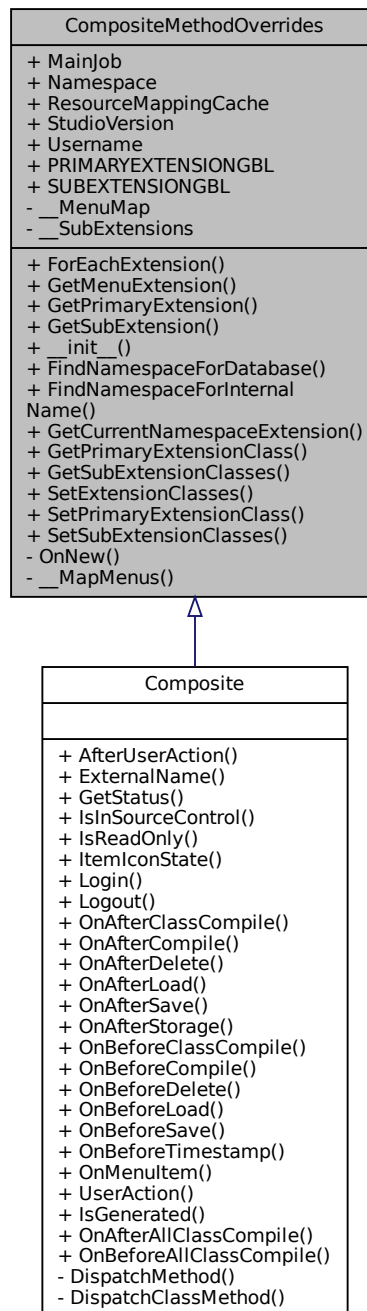 CompositeMethodOverrides
+ MainJob
+ Namespace
+ ResourceMappingCache
+ StudioVersion
+ Username
+ PRIMARYEXTENSIONGBL
+ SUBEXTENSIONGBL
- __MenuMap
- __SubExtensions
+ ForEachExtension()
+ GetMenuExtension()
+ GetPrimaryExtension()
+ GetSubExtension()
+ __init__()
+ FindNamespaceForDatabase()
+ FindNamespaceForInternal
Name()
+ GetCurrentNamespaceExtension()
+ GetPrimaryExtensionClass()
+ GetSubExtensionClasses()
+ SetExtensionClasses()
+ SetPrimaryExtensionClass()
+ SetSubExtensionClasses()
- OnNew()
- __MapMenus()
Composite
+ AfterUserAction()
+ ExternalName()
+ GetStatus()
+ IsInSourceControl()
+ IsReadOnly()
+ ItemIconState()
+ Login()
+ Logout()
+ OnAfterClassCompile()
+ OnAfterCompile()
+ OnAfterDelete()
+ OnAfterLoad()
+ OnAfterSave()
+ OnAfterStorage()
+ OnBeforeClassCompile()
+ OnBeforeCompile()
+ OnBeforeDelete()
+ OnBeforeLoad()
+ OnBeforeSave()
+ OnBeforeTimestamp()
+ OnMenuItem()
+ UserAction()
+ IsGenerated()
+ OnAfterAllClassCompile()
+ OnBeforeAllClassCompile()
- DispatchMethod()
- DispatchClassMethod()